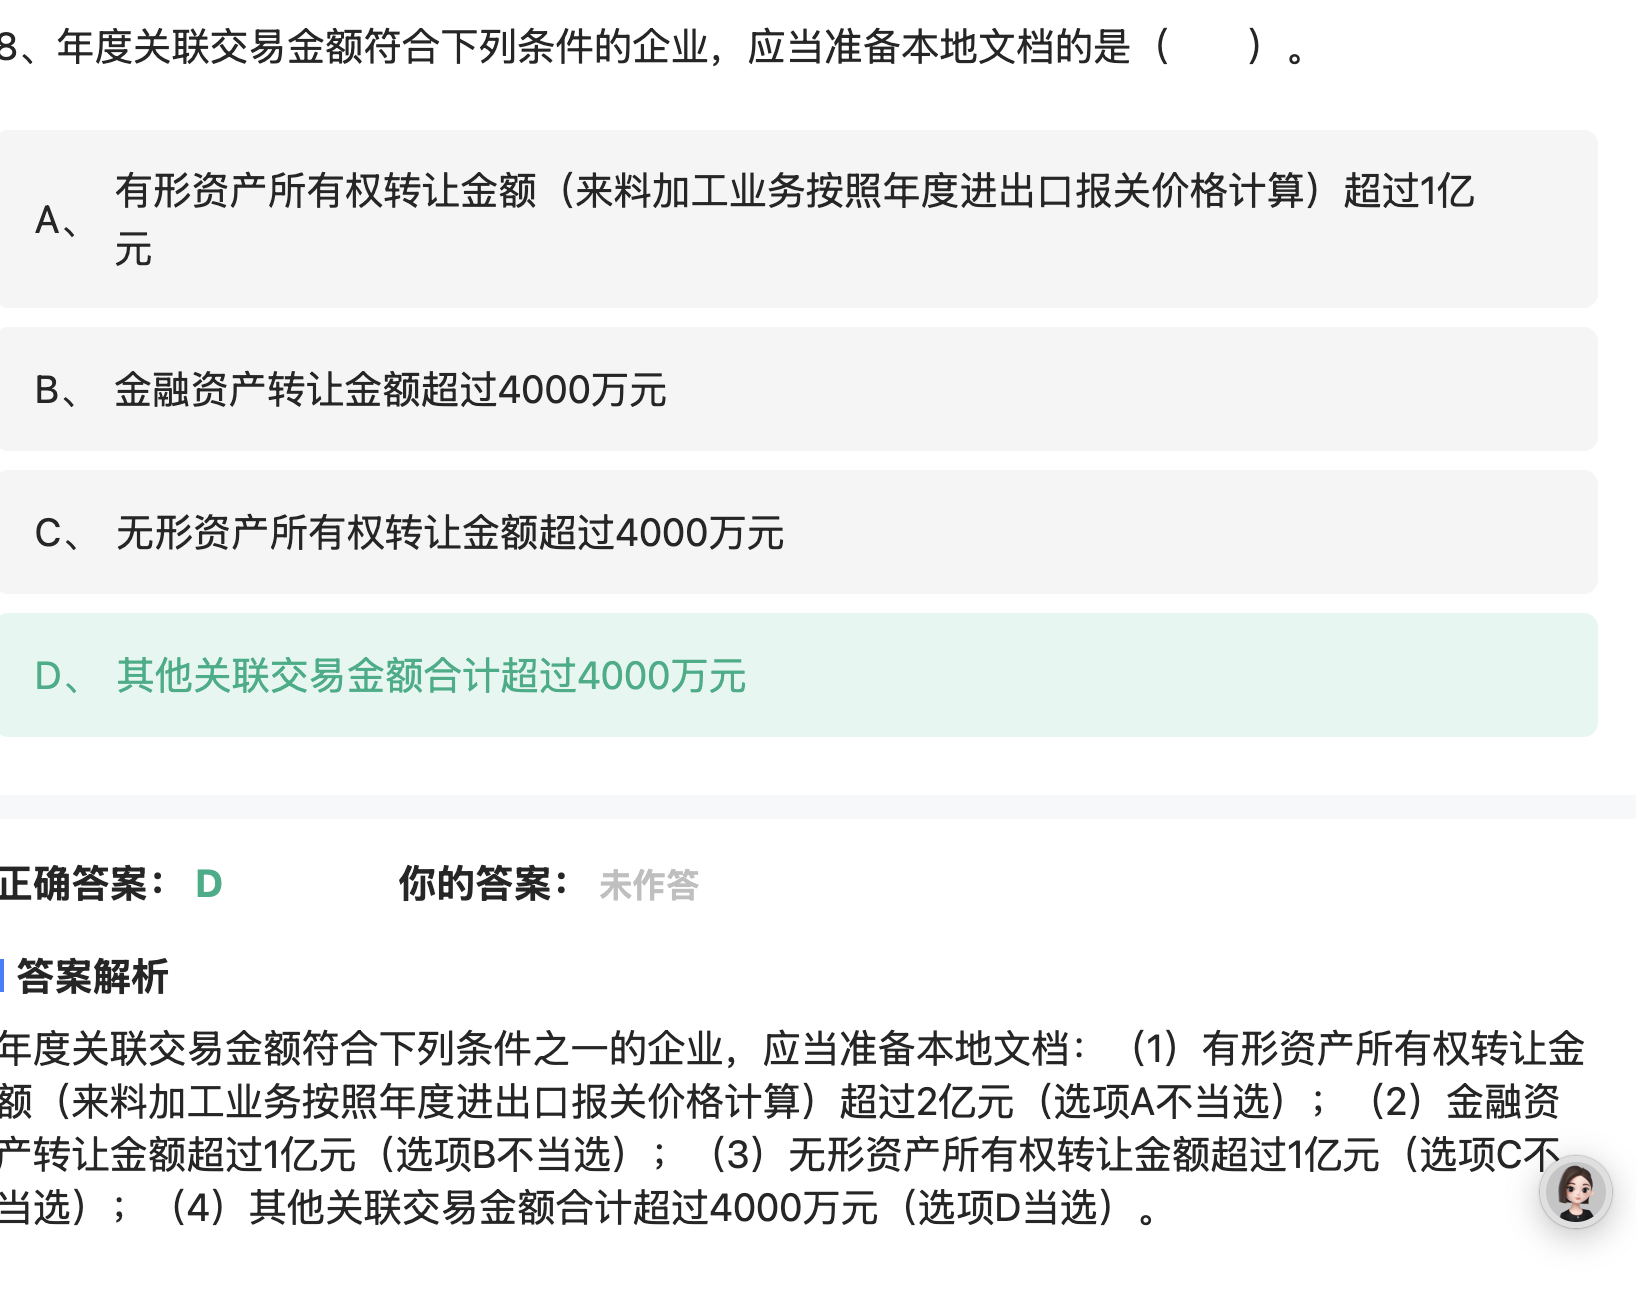 8、年度关联交易金额符合下列条件的企业，应当准备本地文档的是（　　）。
A、 有形资产所有权转让金额（来料加工业务按照年度进出口报关价格计算）超过1亿
元
B、 金融资产转让金额超过4000万元
C、 无形资产所有权转让金额超过4000万元
D、 其他关联交易金额合计超过4000万元
正确答案： D　　你的答案： 未作答
答案解析
年度关联交易金额符合下列条件之一的企业，应当准备本地文档：（1）有形资产所有权转让金
额（来料加工业务按照年度进出口报关价格计算）超过2亿元（选项A不当选）；（2）金融资
产转让金额超过1亿元（选项B不当选）；（3）无形资产所有权转让金额超过1亿元（选项C不
当选）；（4）其他关联交易金额合计超过4000万元（选项D当选）。